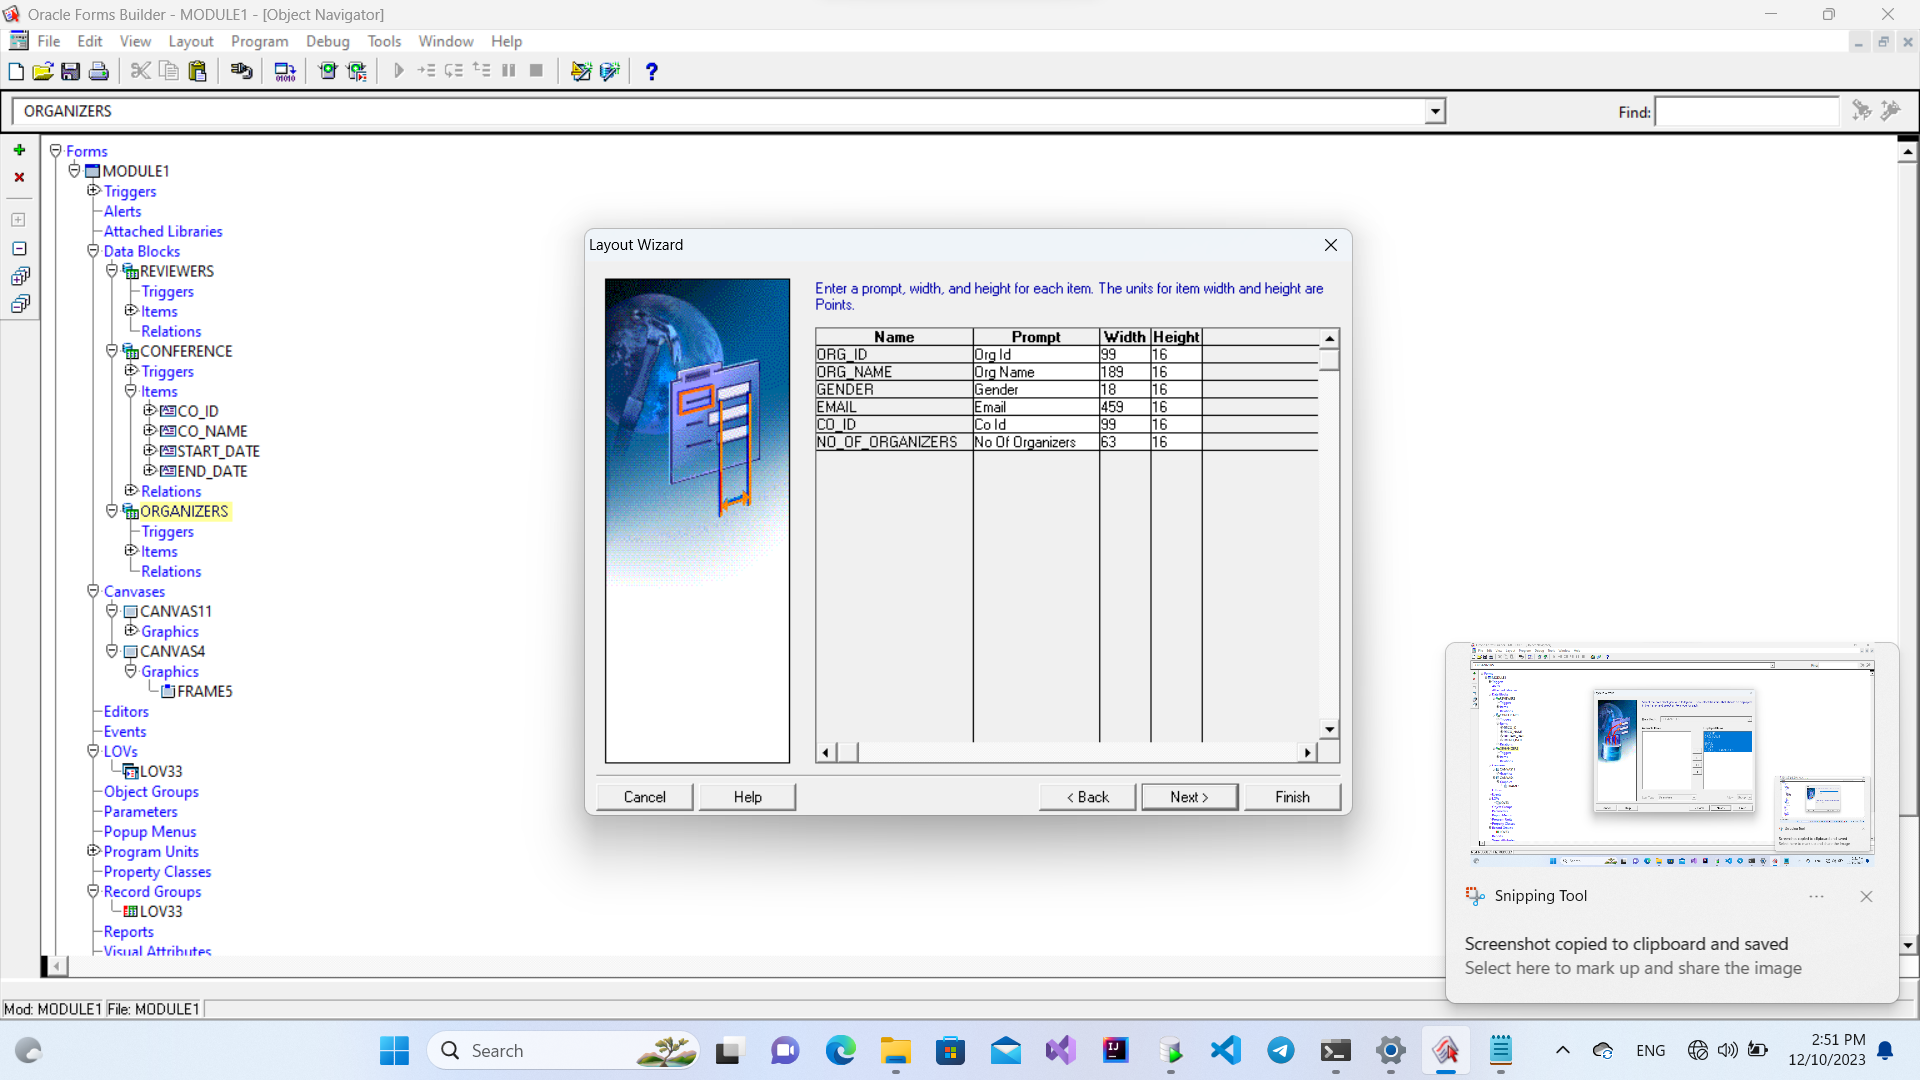 Oracle Forms Builder - MODULE1 - [Object Navigator]
File Edit View Layout Program Debug Tools Window Help
ORGANIZERS
Find:
Forms
MODULE1
Triggers
Alerts
Attached Libraries
Data Blocks
REVIEWERS
Triggers
Items
Relations
CONFERENCE
Triggers
Items
CO_ID
CO_NAME
START_DATE
END_DATE
Relations
ORGANIZERS
Triggers
Items
Relations
Canvases
CANVAS11
Graphics
CANVAS4
Graphics
FRAME5
Editors
Events
LOVs
LOV33
Object Groups
Parameters
Popup Menus
Program Units
Property Classes
Record Groups
LOV33
Reports
Visual Attributes
Layout Wizard
Enter a prompt, width, and height for each item. The units for item width and height are
Points.
Name Prompt Width Height
ORG_ID Org Id 99 16
ORG_NAME Org Name 189 16
GENDER Gender 18 16
EMAIL Email 459 16
CO_ID Co Id 99 16
NO_OF_ORGANIZERS No Of Organizers 63 16
Cancel Help < Back Next > Finish
Snipping Tool
Screenshot copied to clipboard and saved
Select here to mark up and share the image
Mod: MODULE1 File: MODULE1
Search
ENG
2:51 PM
12/10/2023